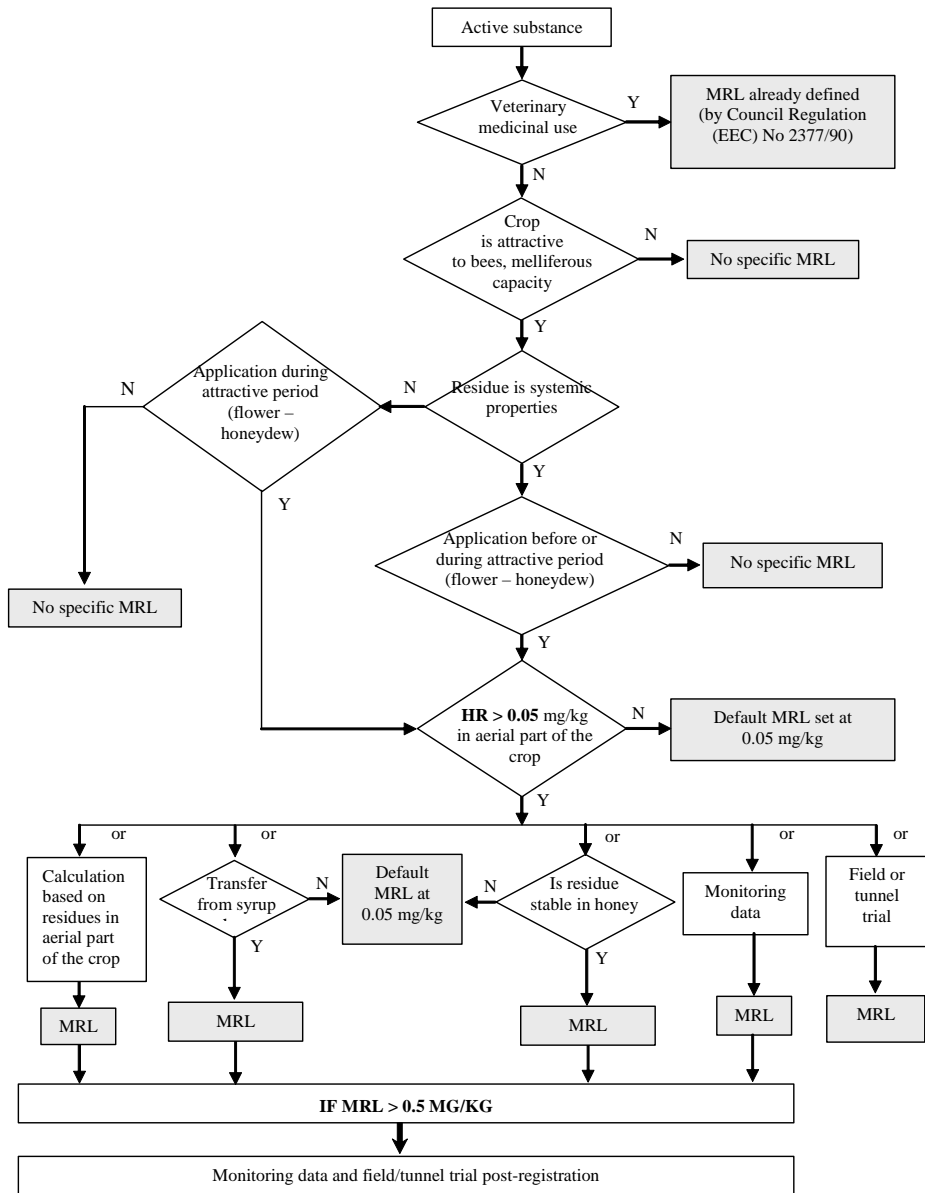 Active substance
Veterinary
medicinal use
Y
MRL already defined
(by Council Regulation
(EEC) No 2377/90)
N
Crop
is attractive
to bees, melliferous
capacity
N
No specific MRL
Y
Application during
attractive period
(flower –
honeydew)
N
N
Residue is systemic
properties
Y
Y
Application before or
during attractive period
(flower – honeydew)
N
No specific MRL
No specific MRL
Y
HR > 0.05 mg/kg
in aerial part of the
crop
N
Default MRL set at
0.05 mg/kg
Y
or
or
or
or
or
Calculation
based on
residues in
aerial part
of the crop
Transfer
from syrup
N
Y
Default
MRL at
0.05 mg/kg
N
Is residue
stable in honey
Y
Monitoring
data
Field or
tunnel
trial
MRL
MRL
MRL
MRL
MRL
IF MRL > 0.5 MG/KG
Monitoring data and field/tunnel trial post-registration